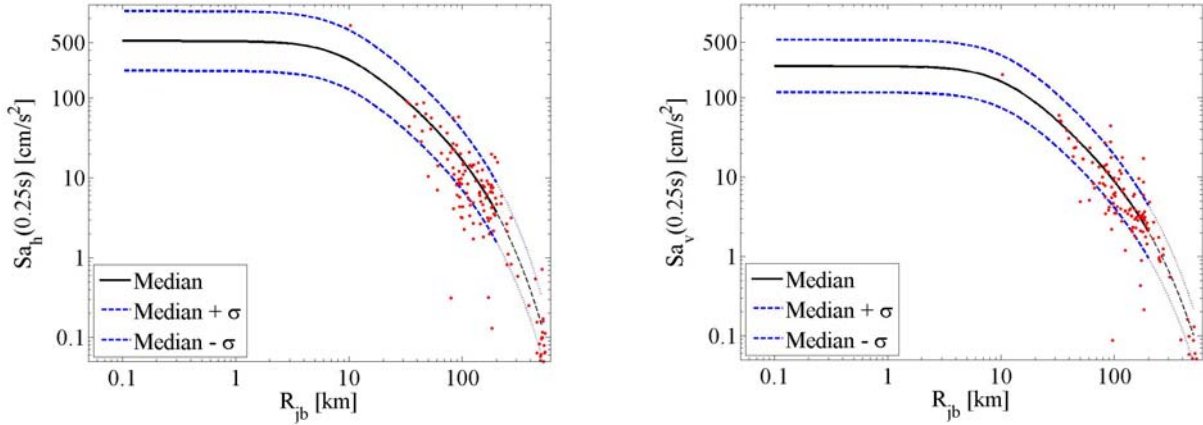 500
100
10
1
0.1
Sa_h(0.25s) [cm/s²]
Median
Median + σ
Median - σ
0.1 1 10 100
R_jb [km]
500
100
10
1
0.1
Sa_v(0.25s) [cm/s²]
Median
Median + σ
Median - σ
0.1 1 10 100
R_jb [km]